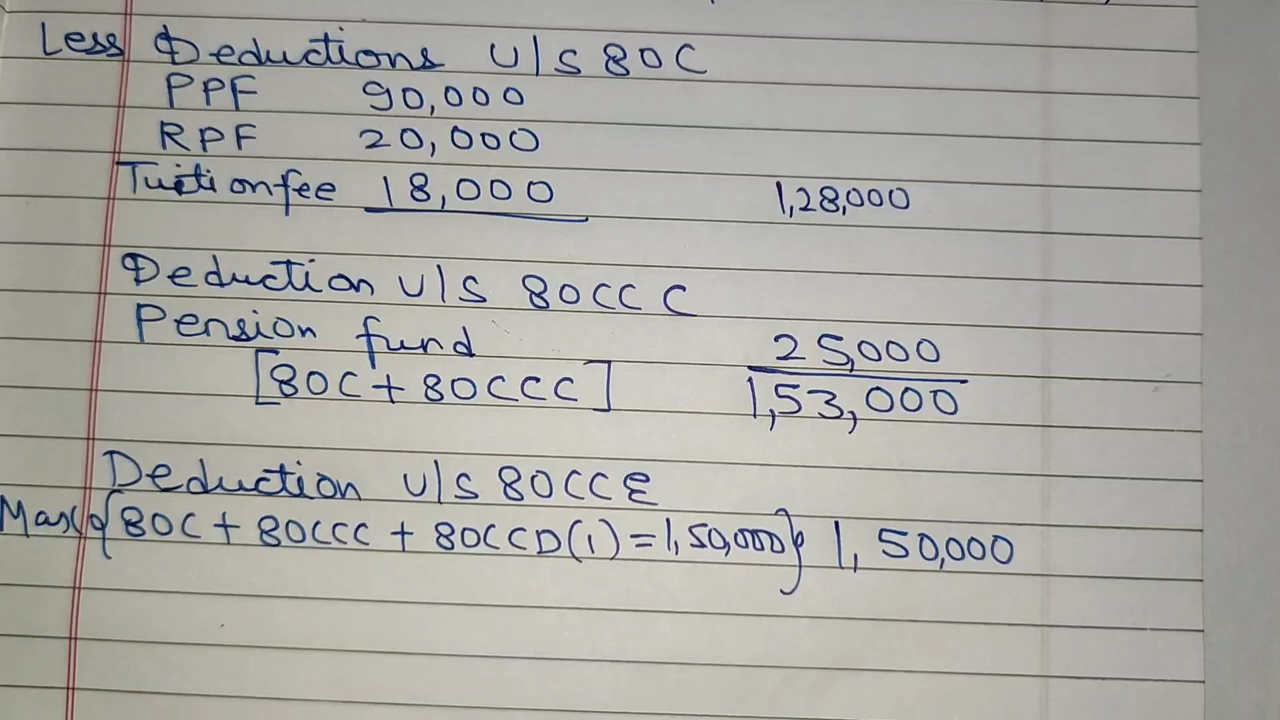 Less Deductions U/S 80C
PPF 90,000
RPF 20,000
Tuition fee 18,000 1,28,000
Deduction U/S 80CCC
Pension fund 25,000
[80C + 80CCC] 1,53,000
Deduction U/S 80CCE
Max of {80C + 80CCC + 80CCD(1) = 1,50,000} 1,50,000